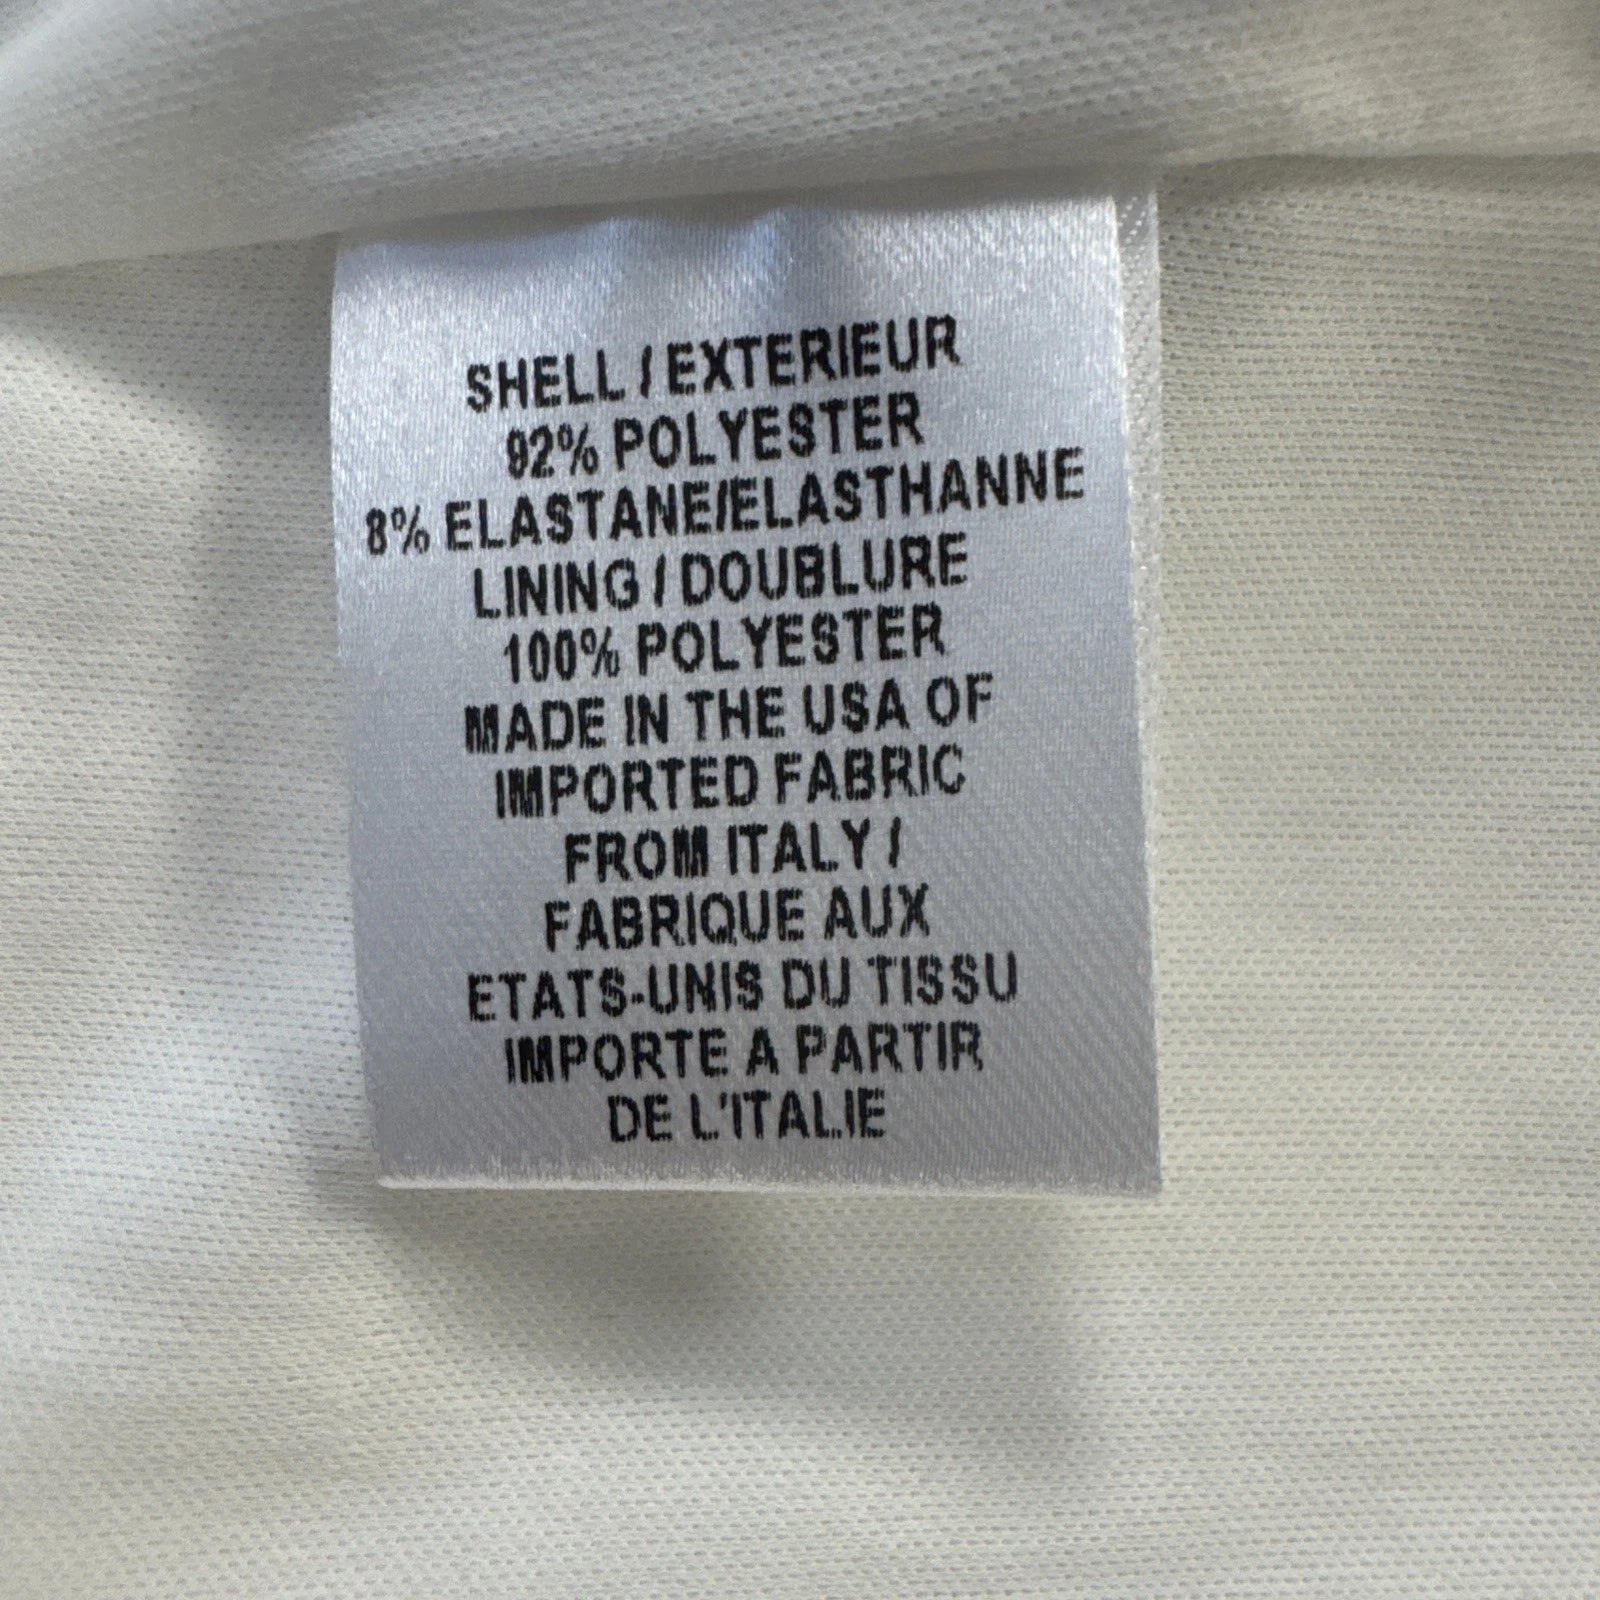 SHELL / EXTERIEUR
92% POLYESTER
8% ELASTANE/ELASTHANNE
LINING / DOUBLURE
100% POLYESTER
MADE IN THE USA OF
IMPORTED FABRIC
FROM ITALY /
FABRIQUE AUX
ETATS-UNIS DU TISSU
IMPORTE A PARTIR
DE L'ITALIE